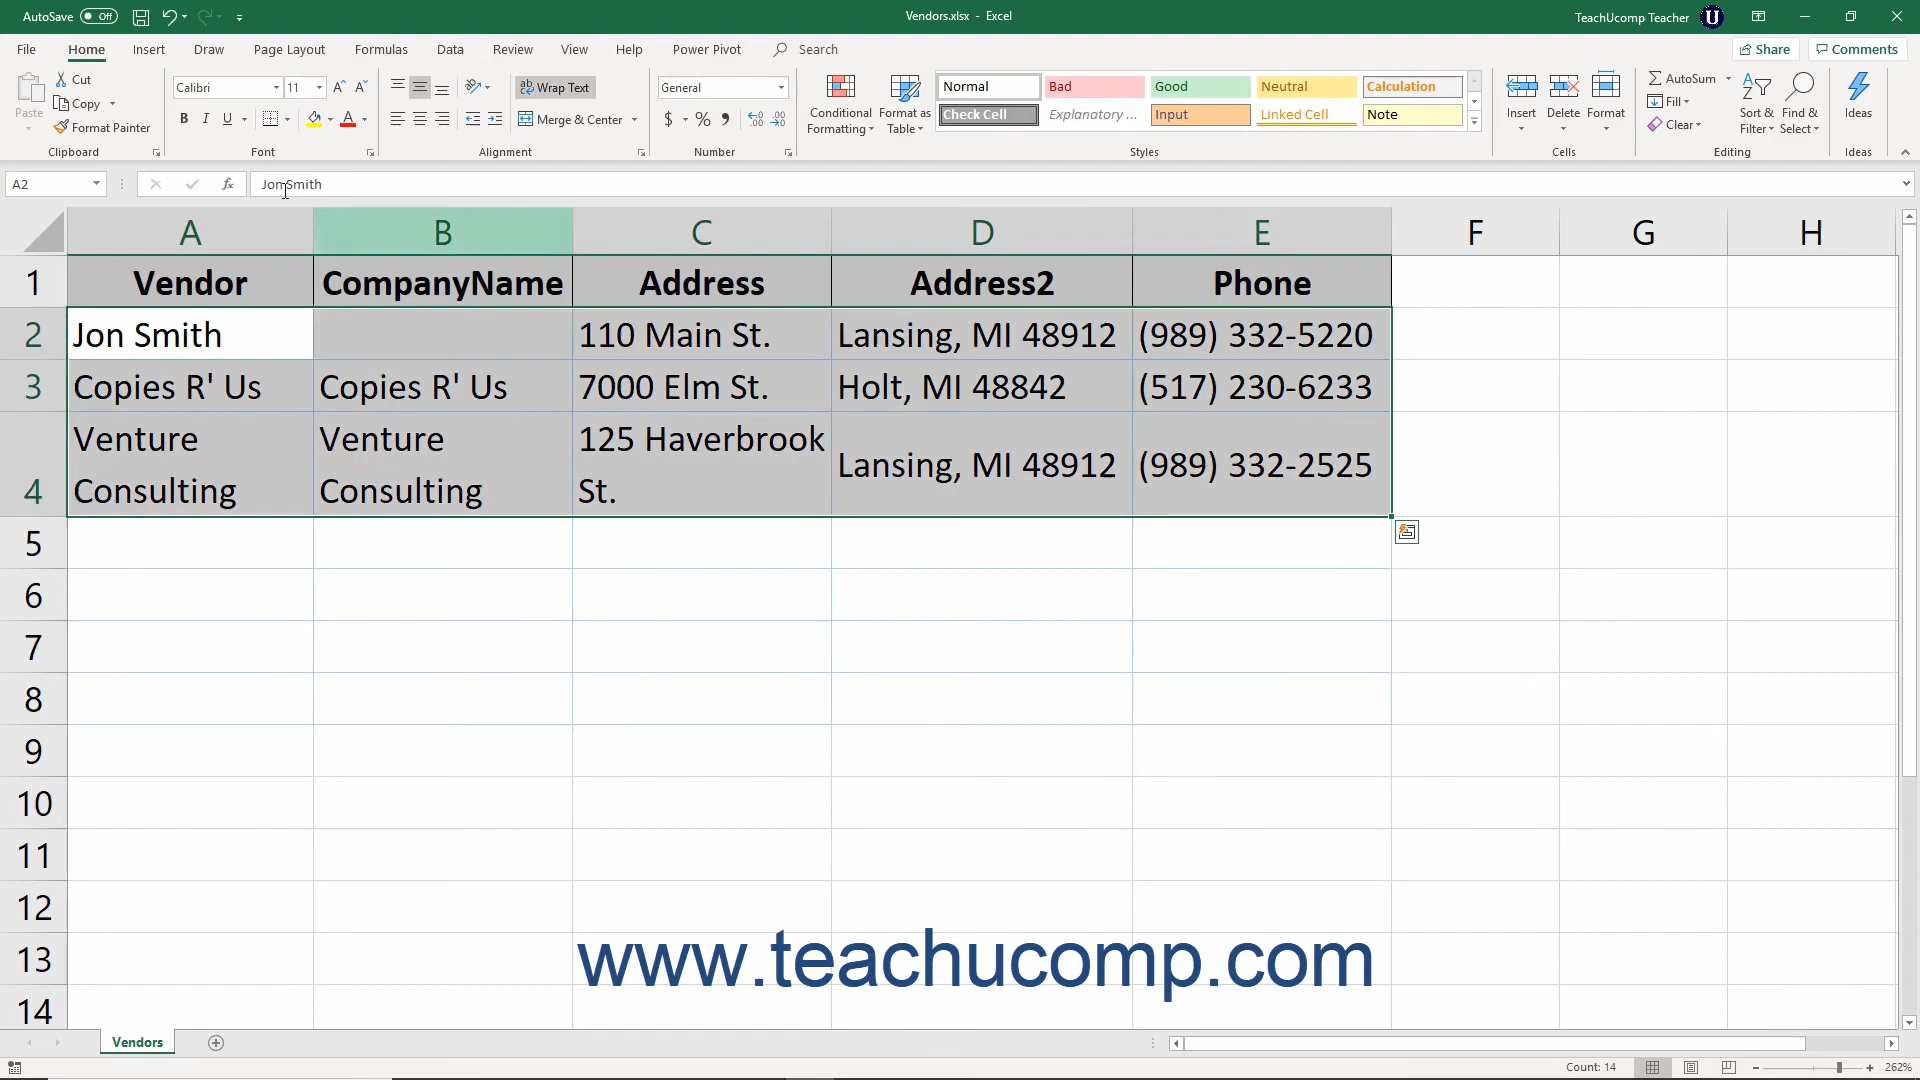 AutoSave Off
Vendors.xlsx - Excel
TeachUcomp Teacher U
File Home Insert Draw Page Layout Formulas Data Review View Help Power Pivot Search
Share Comments
Paste
Cut
Copy
Format Painter
Clipboard
Calibri 11
B I U
Font
Wrap Text
Merge & Center
Alignment
General
$ % ,
Number
Conditional Formatting
Format as Table
Normal Bad Good Neutral Calculation
Check Cell Explanatory ... Input Linked Cell Note
Styles
Insert Delete Format
Cells
AutoSum
Fill
Clear
Sort & Filter
Find & Select
Editing
Ideas
Ideas
A2 fx Jon Smith
A B C D E F G H
1 Vendor CompanyName Address Address2 Phone
2 Jon Smith 110 Main St. Lansing, MI 48912 (989) 332-5220
3 Copies R' Us Copies R' Us 7000 Elm St. Holt, MI 48842 (517) 230-6233
4 Venture Consulting Venture Consulting 125 Haverbrook St. Lansing, MI 48912 (989) 332-2525
5
6
7
8
9
10
11
12
13
14
www.teachucomp.com
Vendors
Count: 14
262%